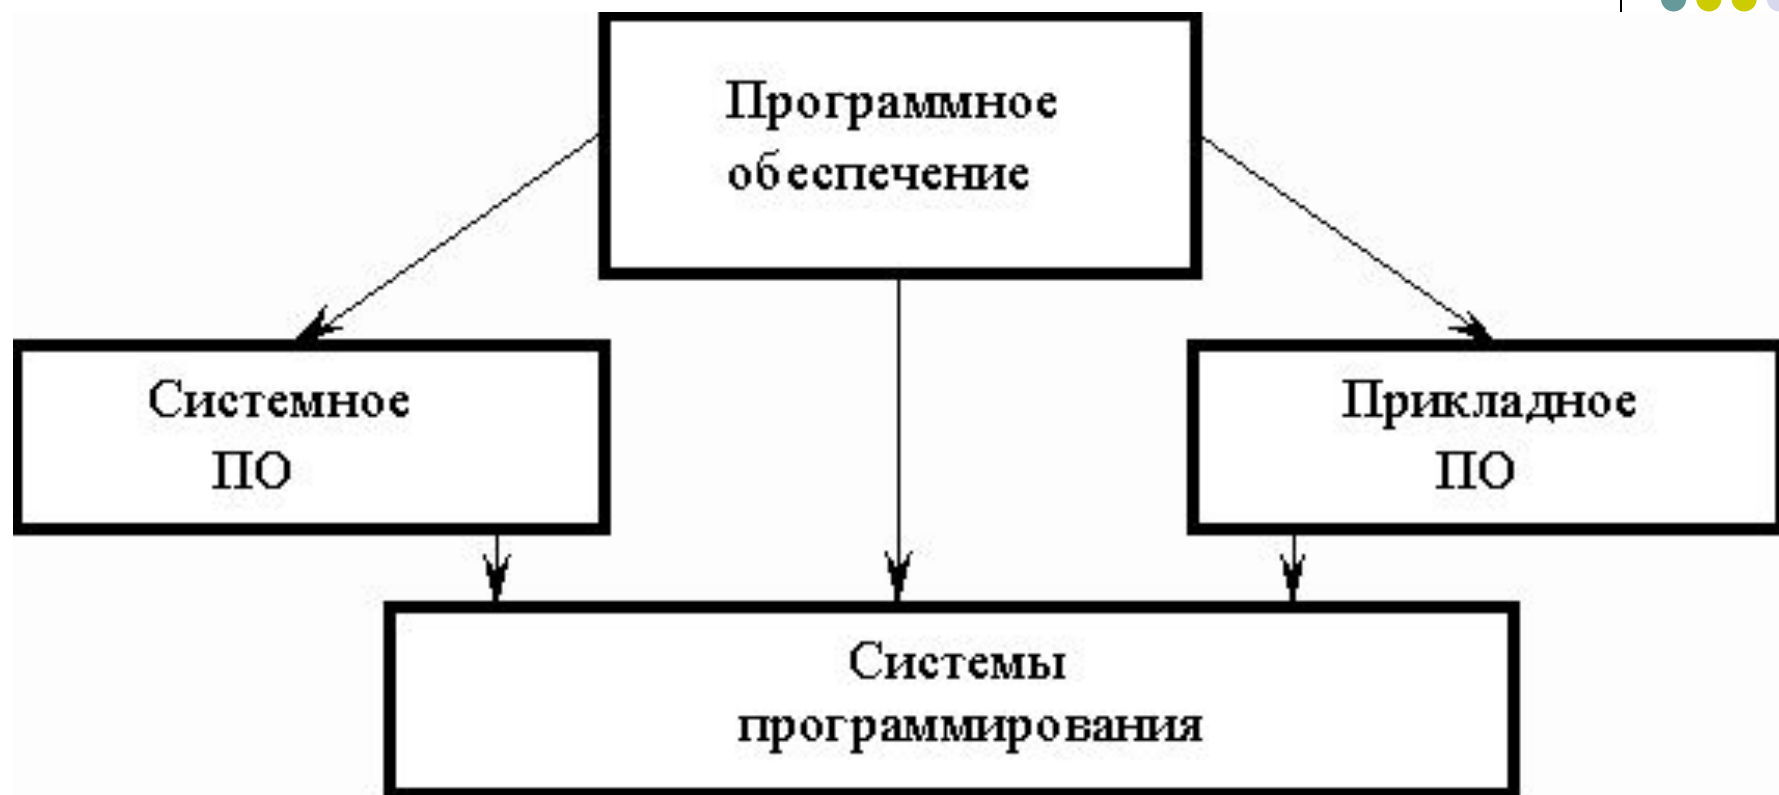 Программное
обеспечение
Системное
ПО
Прикладное
ПО
Системы
программирования